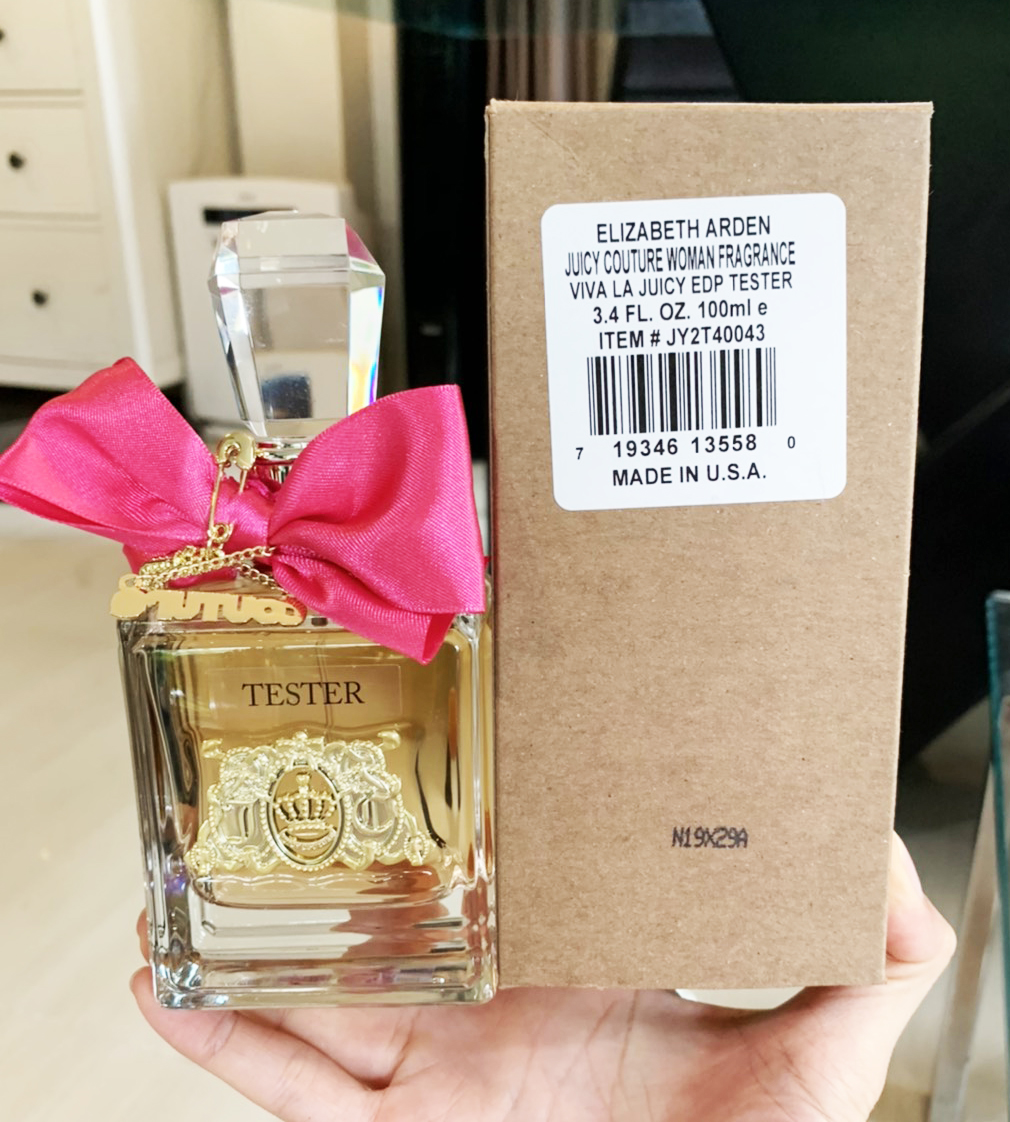 ELIZABETH ARDEN
JUICY COUTURE WOMAN FRAGRANCE
VIVA LA JUICY EDP TESTER
3.4 FL. OZ. 100ml e
ITEM # JY2T40043
7 19346 13558 0
MADE IN U.S.A.
TESTER
N19X29A